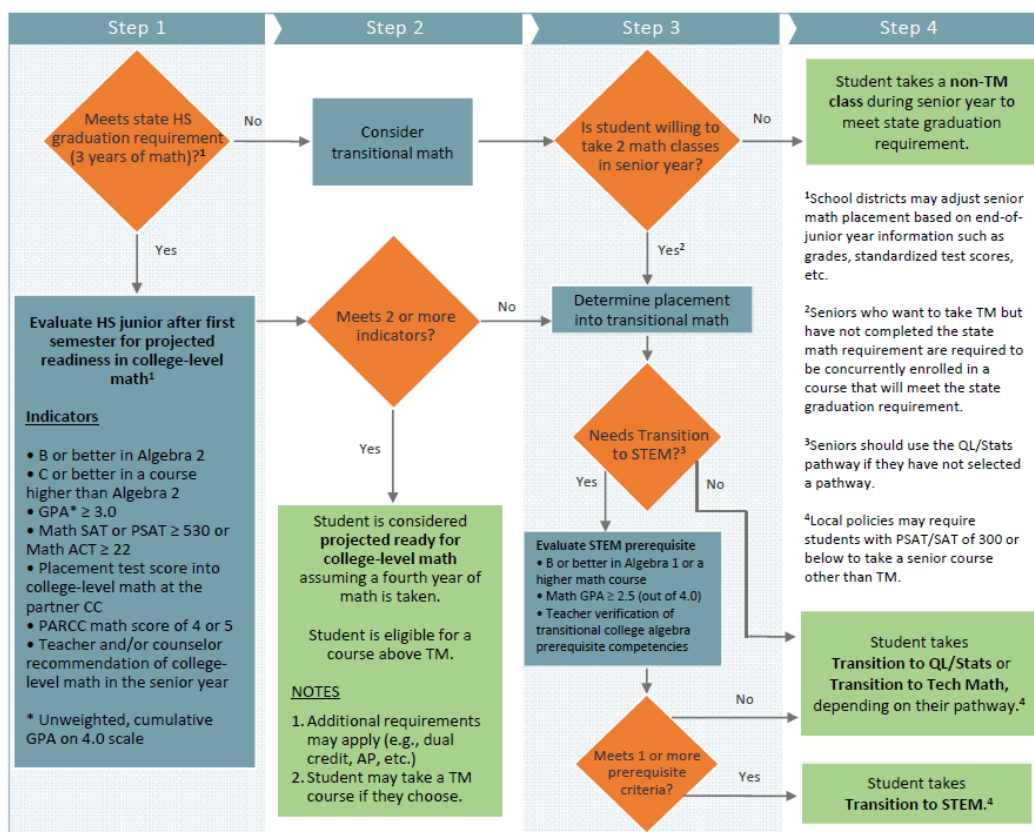 Step 1
Step 2
Step 3
Step 4
Meets state HS
graduation requirement
(3 years of math)?¹
No
Consider
transitional math
Is student willing to
take 2 math classes
in senior year?
No
Student takes a non-TM
class during senior year to
meet state graduation
requirement.
Yes
Yes²
Evaluate HS junior after first
semester for projected
readiness in college-level
math¹
Indicators
• B or better in Algebra 2
• C or better in a course
higher than Algebra 2
• GPA* ≥ 3.0
• Math SAT or PSAT ≥ 530 or
Math ACT ≥ 22
• Placement test score into
college-level math at the
partner CC
• PARCC math score of 4 or 5
• Teacher and/or counselor
recommendation of college-
level math in the senior year
* Unweighted, cumulative
GPA on 4.0 scale
Meets 2 or more
indicators?
No
Yes
Student is considered
projected ready for
college-level math
assuming a fourth year of
math is taken.
Student is eligible for a
course above TM.
NOTES
1. Additional requirements
may apply (e.g., dual
credit, AP, etc.)
2. Student may take a TM
course if they choose.
Determine placement
into transitional math
Needs Transition
to STEM?³
Yes
No
Evaluate STEM prerequisite
• B or better in Algebra 1 or a
higher math course
• Math GPA ≥ 2.5 (out of 4.0)
• Teacher verification of
transitional college algebra
prerequisite competencies
Meets 1 or more
prerequisite
criteria?
No
Yes
¹School districts may adjust senior
math placement based on end-of-
junior year information such as
grades, standardized test scores,
etc.
²Seniors who want to take TM but
have not completed the state
math requirement are required to
be concurrently enrolled in a
course that will meet the state
graduation requirement.
³Seniors should use the QL/Stats
pathway if they have not selected
a pathway.
⁴Local policies may require
students with PSAT/SAT of 300 or
below to take a senior course
other than TM.
Student takes
Transition to QL/Stats or
Transition to Tech Math,
depending on their pathway.⁴
Student takes
Transition to STEM.⁴